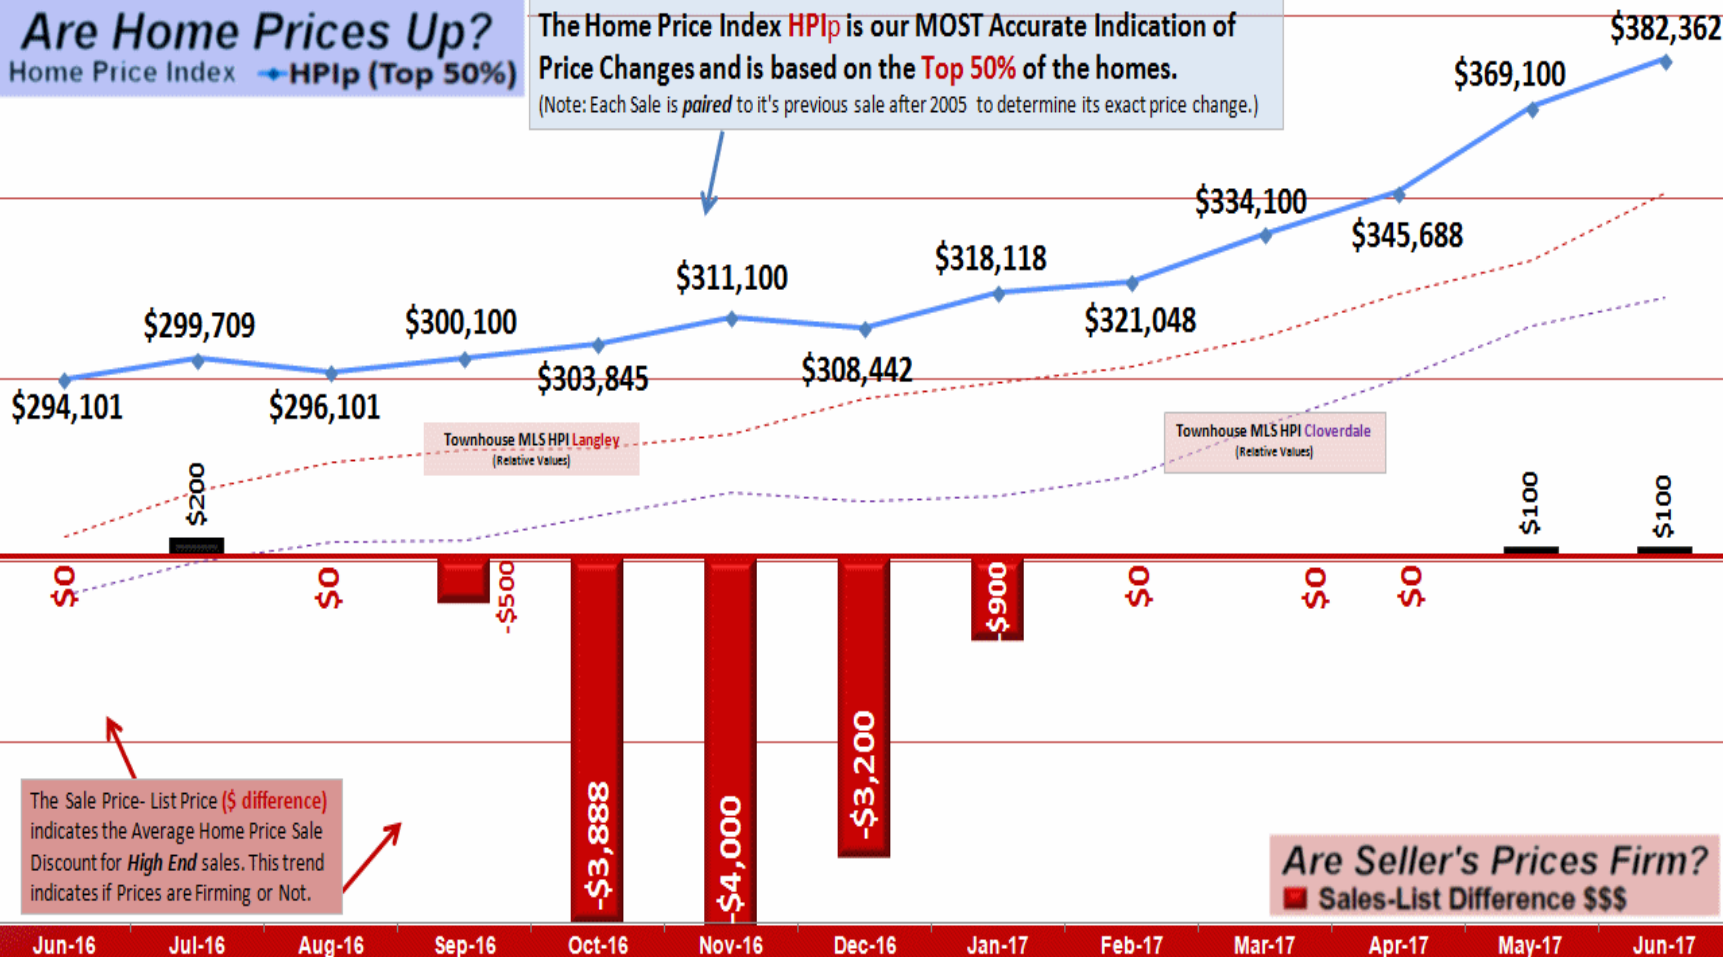 Are Home Prices Up?
Home Price Index HPIp (Top 50%)
The Home Price Index HPIp is our MOST Accurate Indication of
Price Changes and is based on the Top 50% of the homes.
(Note: Each Sale is paired to it's previous sale after 2005 to determine its exact price change.)
$382,362
$369,100
$334,100
$345,688
$318,118
$311,100
$321,048
$299,709
$300,100
$303,845
$308,442
$294,101
$296,101
Townhouse MLS HPI Langley
(Relative Values)
Townhouse MLS HPI Cloverdale
(Relative Values)
$200
$100
$100
$0
$0
-$500
-$3,888
-$4,000
-$3,200
-$900
$0
$0
$0
The Sale Price- List Price ($ difference)
indicates the Average Home Price Sale
Discount for High End sales. This trend
indicates if Prices are Firming or Not.
Are Seller's Prices Firm?
Sales-List Difference $$$
Jun-16 Jul-16 Aug-16 Sep-16 Oct-16 Nov-16 Dec-16 Jan-17 Feb-17 Mar-17 Apr-17 May-17 Jun-17